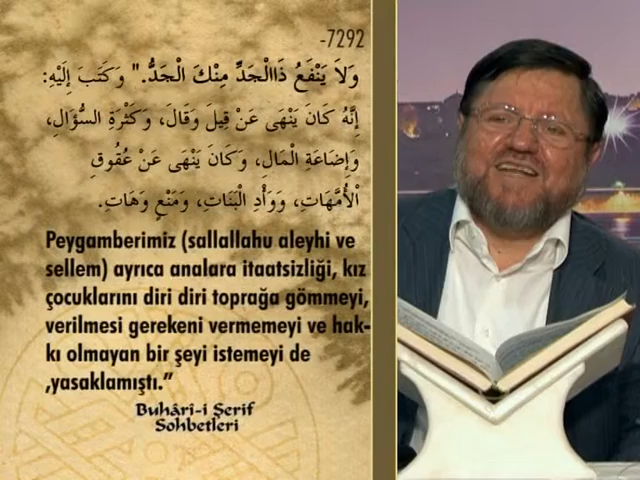 -7292
وَلاَ يَنْفَعُ ذَاالْجَدِّ مِنْكَ الْجَدُّ." وَكَتَبَ إِلَيْهِ:
إِنَّهُ كَانَ يَنْهَى عَنْ قِيلَ وَقَالَ، وَكَثْرَةِ السُّؤَالِ،
وَإِضَاعَةِ الْمَالِ، وَكَانَ يَنْهَى عَنْ عُقُوقِ
اْلأُمَّهَاتِ، وَوَأْدِ الْبَنَاتِ، وَمَنْعٍ وَهَاتِ.
Peygamberimiz (sallallahu aleyhi ve
sellem) ayrıca analara itaatsizliği, kız
çocuklarını diri diri toprağa gömmeyi,
verilmesi gerekeni vermemeyi ve hak-
kı olmayan bir şeyi istemeyi de
,yasaklamıştı.”
Buhârî-i Şerif
Sohbetleri